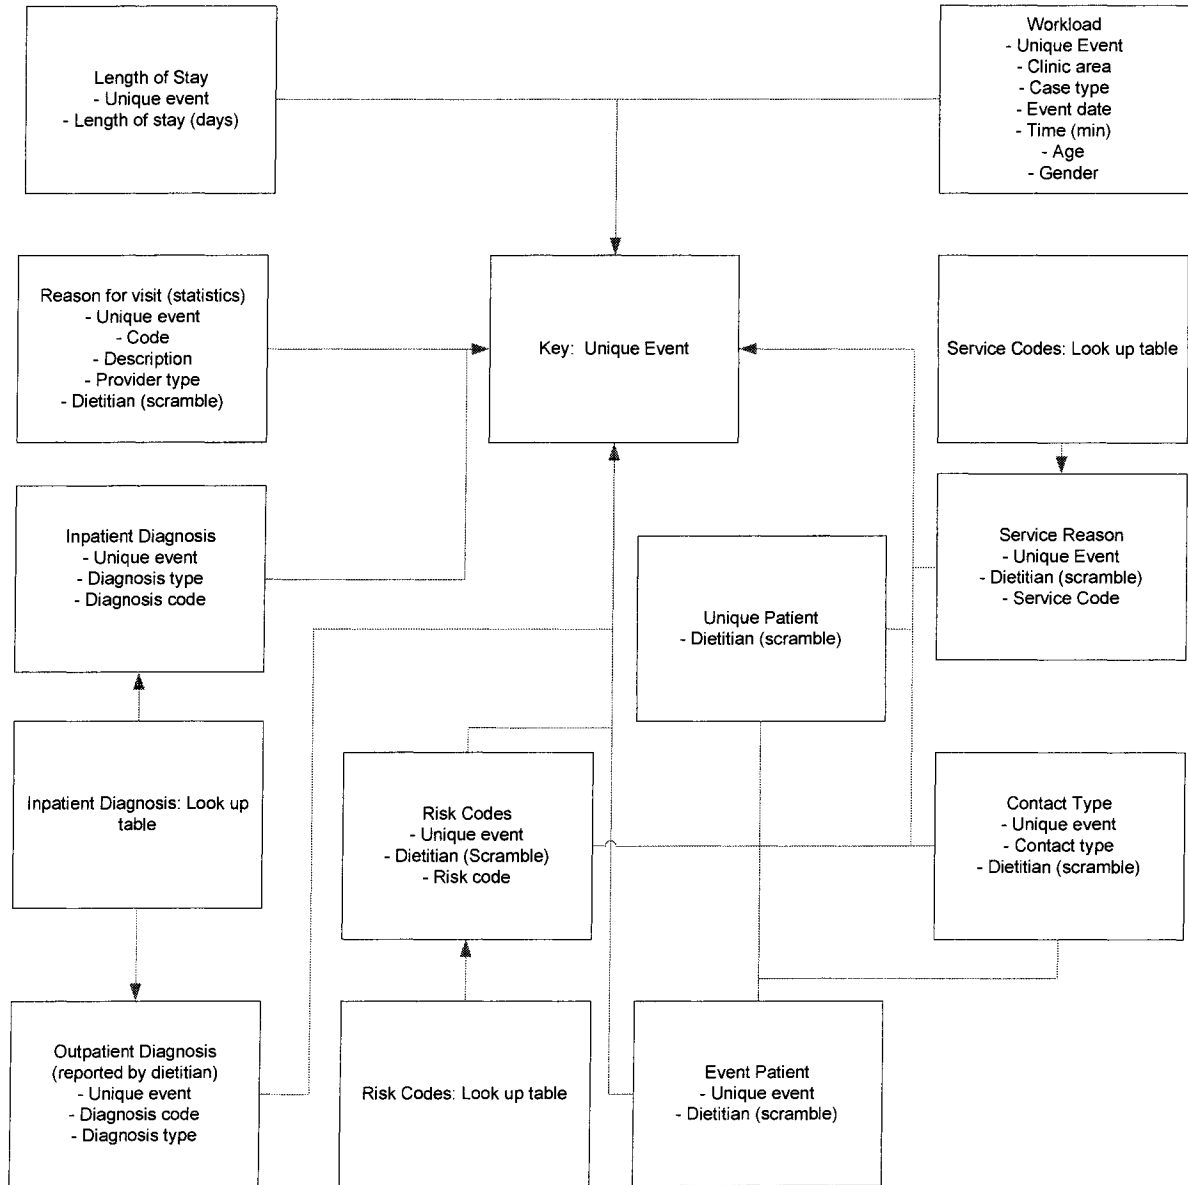 Length of Stay
- Unique event
- Length of stay (days)
Workload
- Unique Event
- Clinic area
- Case type
- Event date
- Time (min)
- Age
- Gender
Reason for visit (statistics)
- Unique event
- Code
- Description
- Provider type
- Dietitian (scramble)
Key: Unique Event
Service Codes: Look up table
Inpatient Diagnosis
- Unique event
- Diagnosis type
- Diagnosis code
Unique Patient
- Dietitian (scramble)
Service Reason
- Unique Event
- Dietitian (scramble)
- Service Code
Inpatient Diagnosis: Look up
table
Risk Codes
- Unique event
- Dietitian (Scramble)
- Risk code
Contact Type
- Unique event
- Contact type
- Dietitian (scramble)
Outpatient Diagnosis
(reported by dietitian)
- Unique event
- Diagnosis code
- Diagnosis type
Risk Codes: Look up table
Event Patient
- Unique event
- Dietitian (scramble)